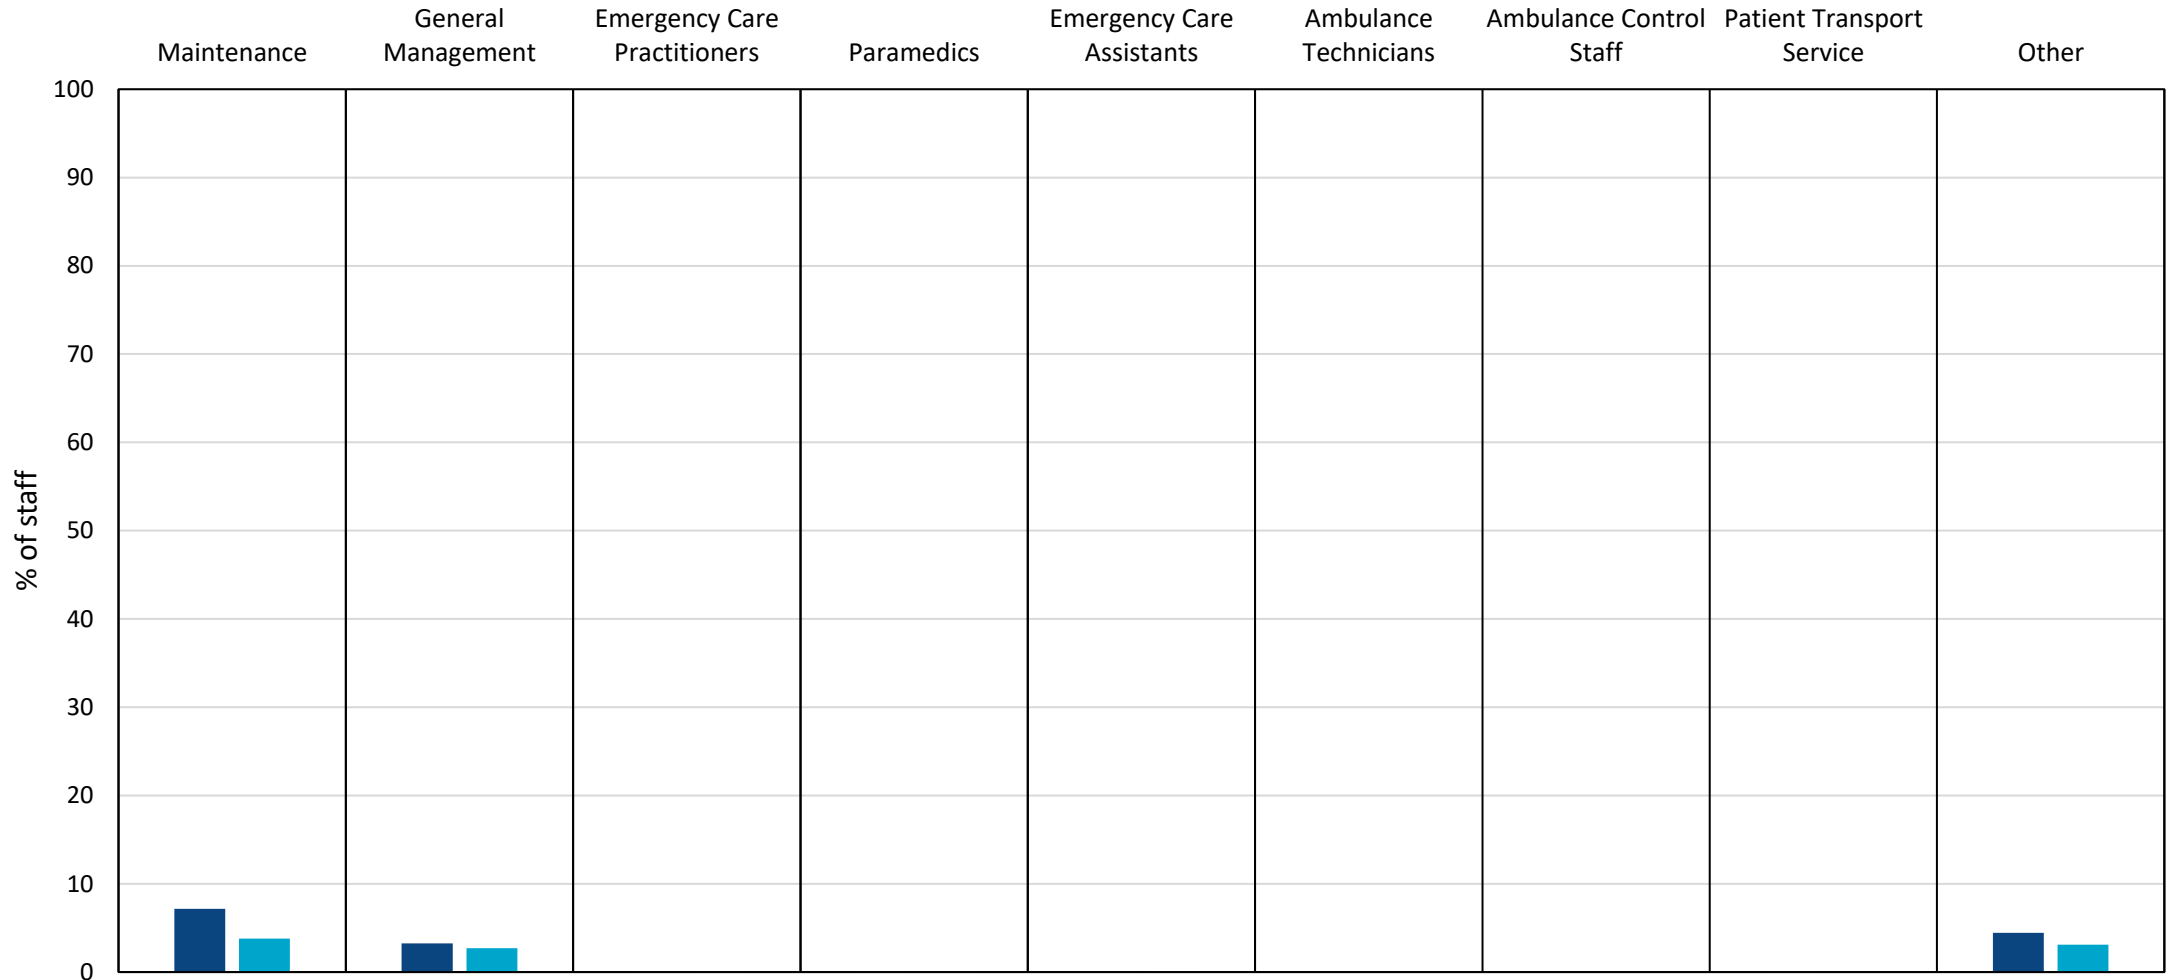 Maintenance
General
Management
Emergency Care
Practitioners
Paramedics
Emergency Care
Assistants
Ambulance
Technicians
Ambulance Control
Staff
Patient Transport
Service
Other
100
90
80
70
60
50
40
30
20
10
0
% of staff